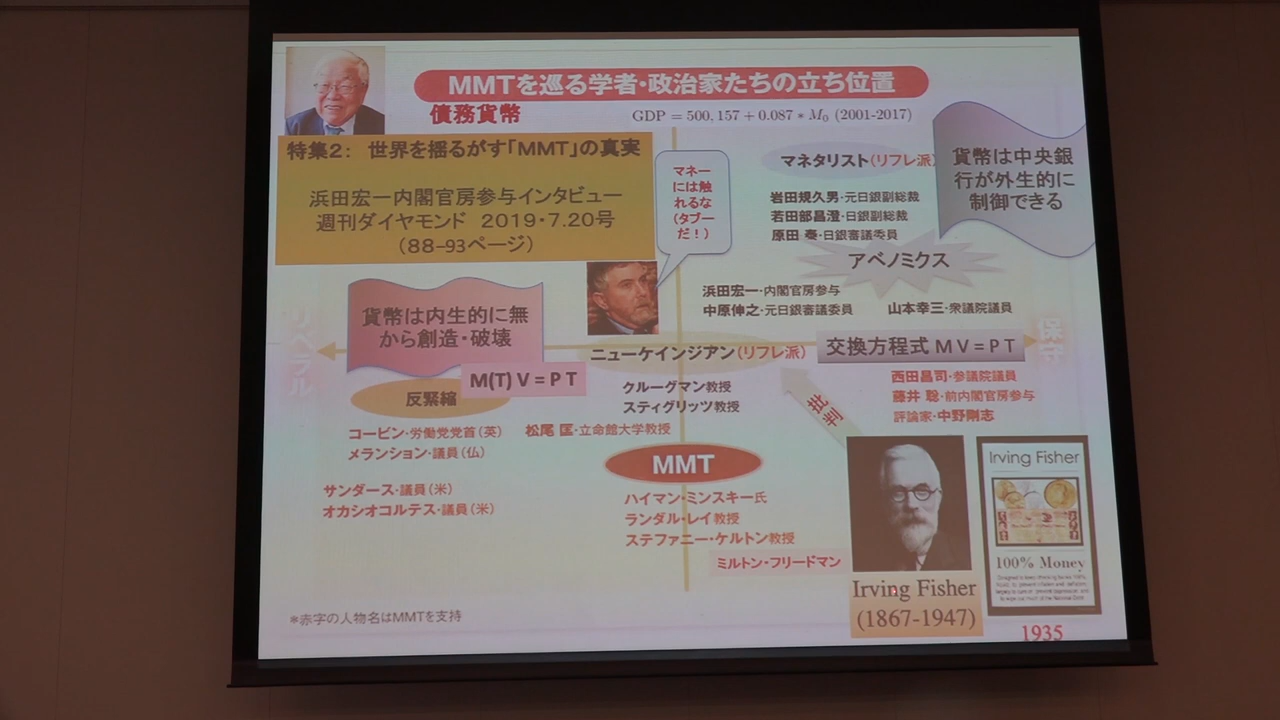 MMTを巡る学者・政治家たちの立ち位置
債務貨幣
GDP = 500,157 + 0.087 * M₀ (2001-2017)
特集2: 世界を揺るがす「MMT」の真実
浜田宏一内閣官房参与インタビュー
週刊ダイヤモンド 2019・7.20号
(88-93ページ)
マネー
には触
れるな
(タブー
だ！)
マネタリスト(リフレ派)
岩田規久男・元日銀副総裁
若田部昌澄・日銀副総裁
原田 泰・日銀審議委員
貨幣は中央銀
行が外生的に
制御できる
アベノミクス
浜田宏一・内閣官房参与
中原伸之・元日銀審議委員
山本幸三・衆議院議員
貨幣は内生的に無
から創造・破壊
リベラル
保守
ニューケインジアン(リフレ派)
交換方程式 M V = P T
M(T) V = P T
クルーグマン教授
スティグリッツ教授
西田昌司・参議院議員
藤井 聡・前内閣官房参与
評論家・中野剛志
反緊縮
批判
コービン・労働党党首(英)
メランション・議員(仏)
松尾 匡・立命館大学教授
サンダース・議員(米)
オカシオコルテス・議員(米)
MMT
ハイマン・ミンスキー氏
ランダル・レイ教授
ステファニー・ケルトン教授
ミルトン・フリードマン
Irving Fisher
(1867-1947)
Irving Fisher
100% Money
1935
*赤字の人物名はMMTを支持